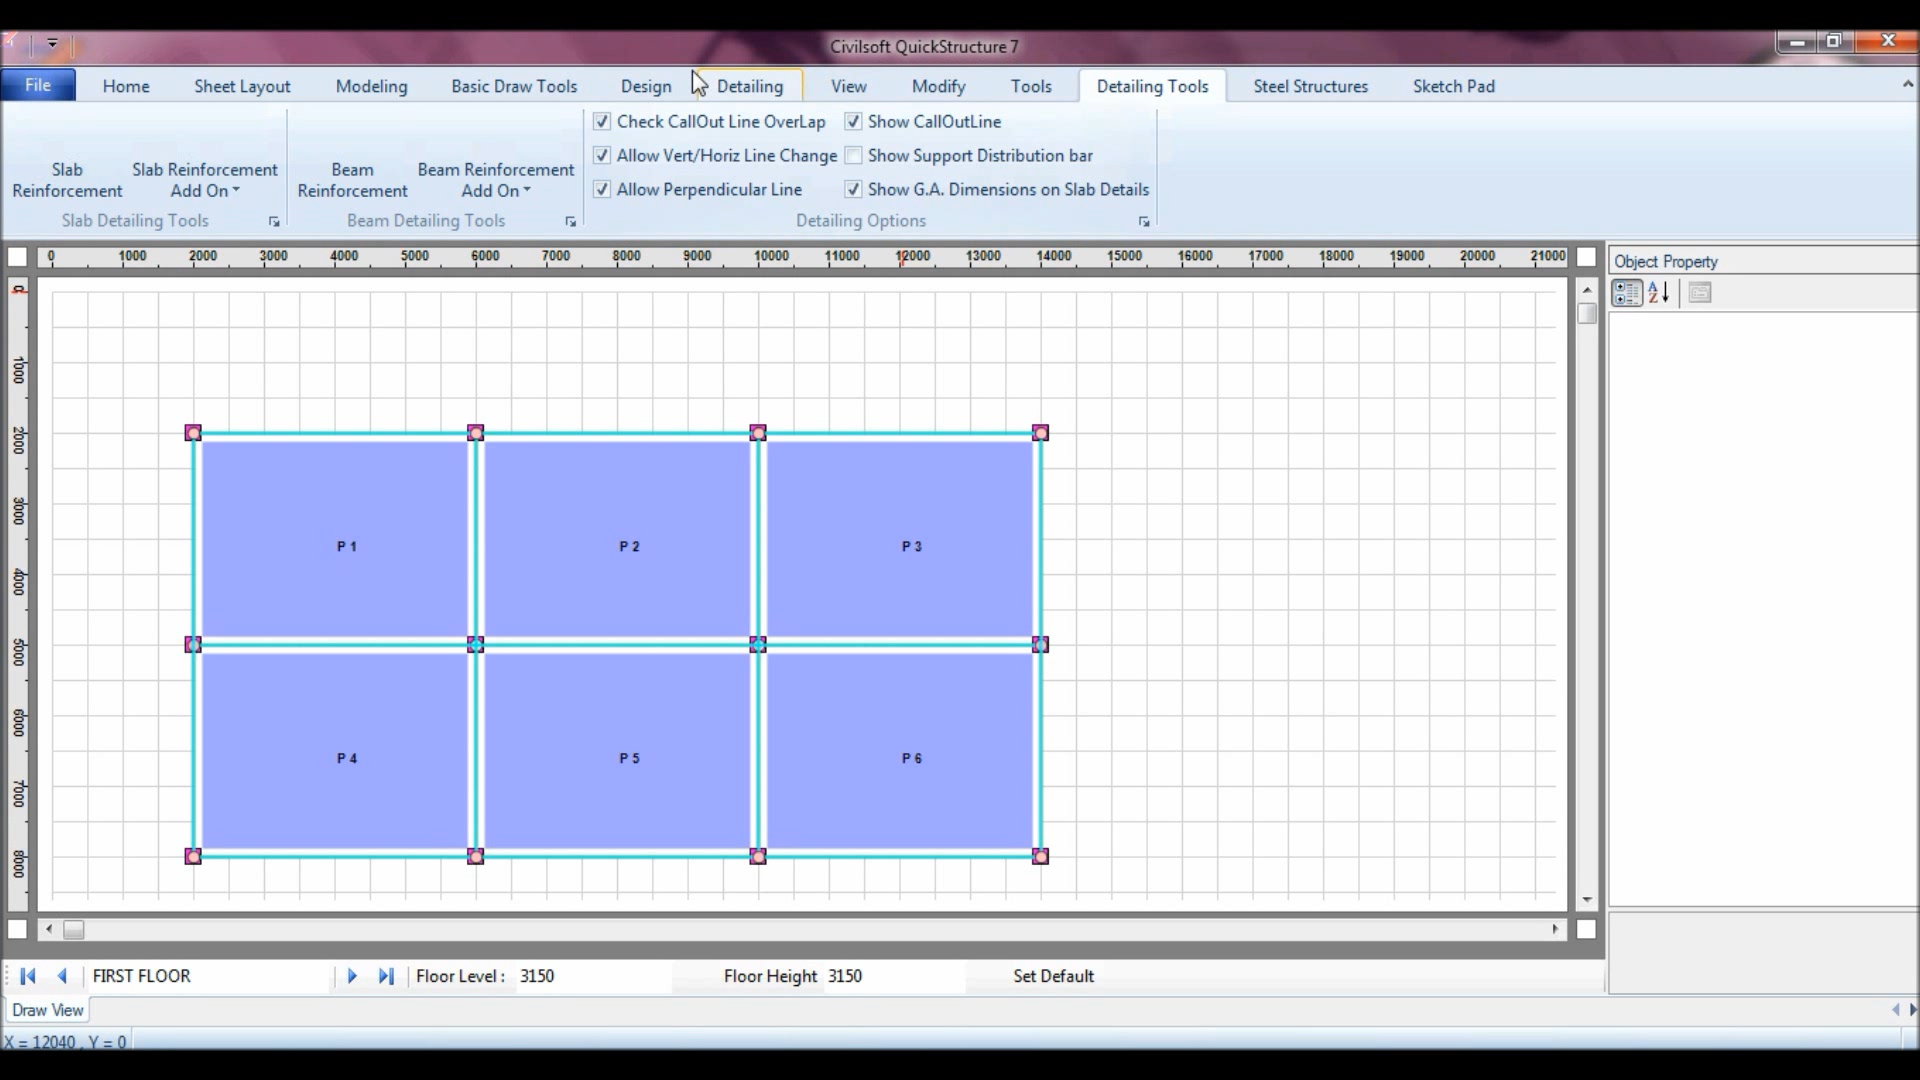 Civilsoft QuickStructure 7
File Home Sheet Layout Modeling Basic Draw Tools Design Detailing View Modify Tools Detailing Tools Steel Structures Sketch Pad
Check CallOut Line OverLap Show CallOutLine
Allow Vert/Horiz Line Change Show Support Distribution bar
Slab Reinforcement Slab Reinforcement Add On Beam Reinforcement Beam Reinforcement Add On
Allow Perpendicular Line Show G.A. Dimensions on Slab Details
Slab Detailing Tools Beam Detailing Tools Detailing Options
0 1000 2000 3000 4000 5000 6000 7000 8000 9000 10000 11000 12000 13000 14000 15000 16000 17000 18000 19000 20000 21000
Object Property
0
1000
2000
3000
4000
5000
6000
7000
8000
P 1 P 2 P 3
P 4 P 5 P 6
FIRST FLOOR Floor Level : 3150 Floor Height 3150 Set Default
Draw View
X = 12040 , Y = 0